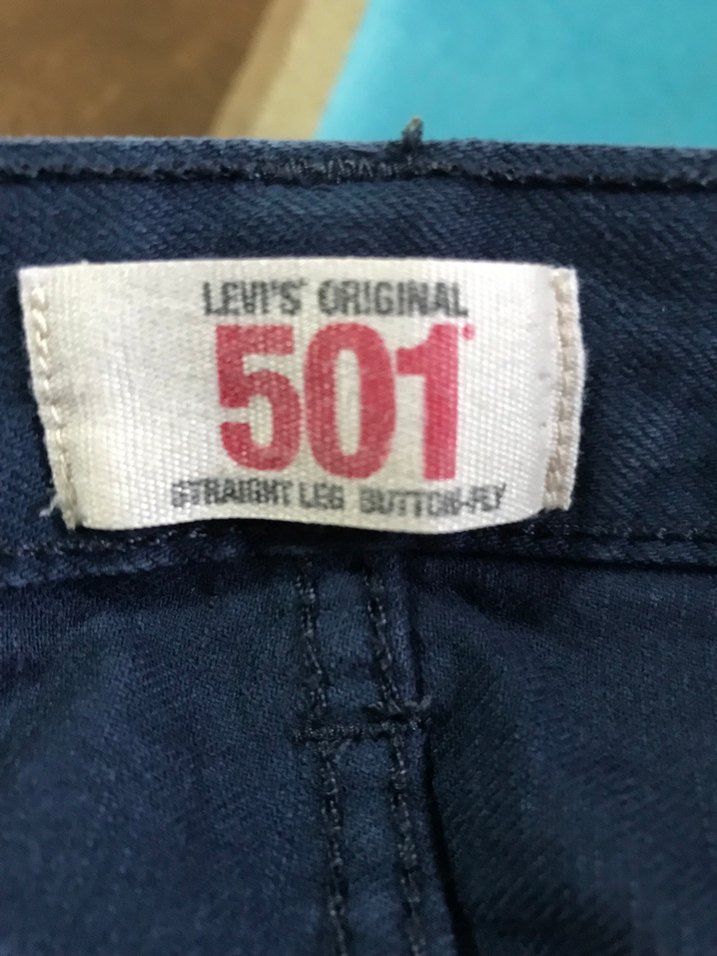 LEVI'S® ORIGINAL
501®
STRAIGHT LEG BUTTON-FLY